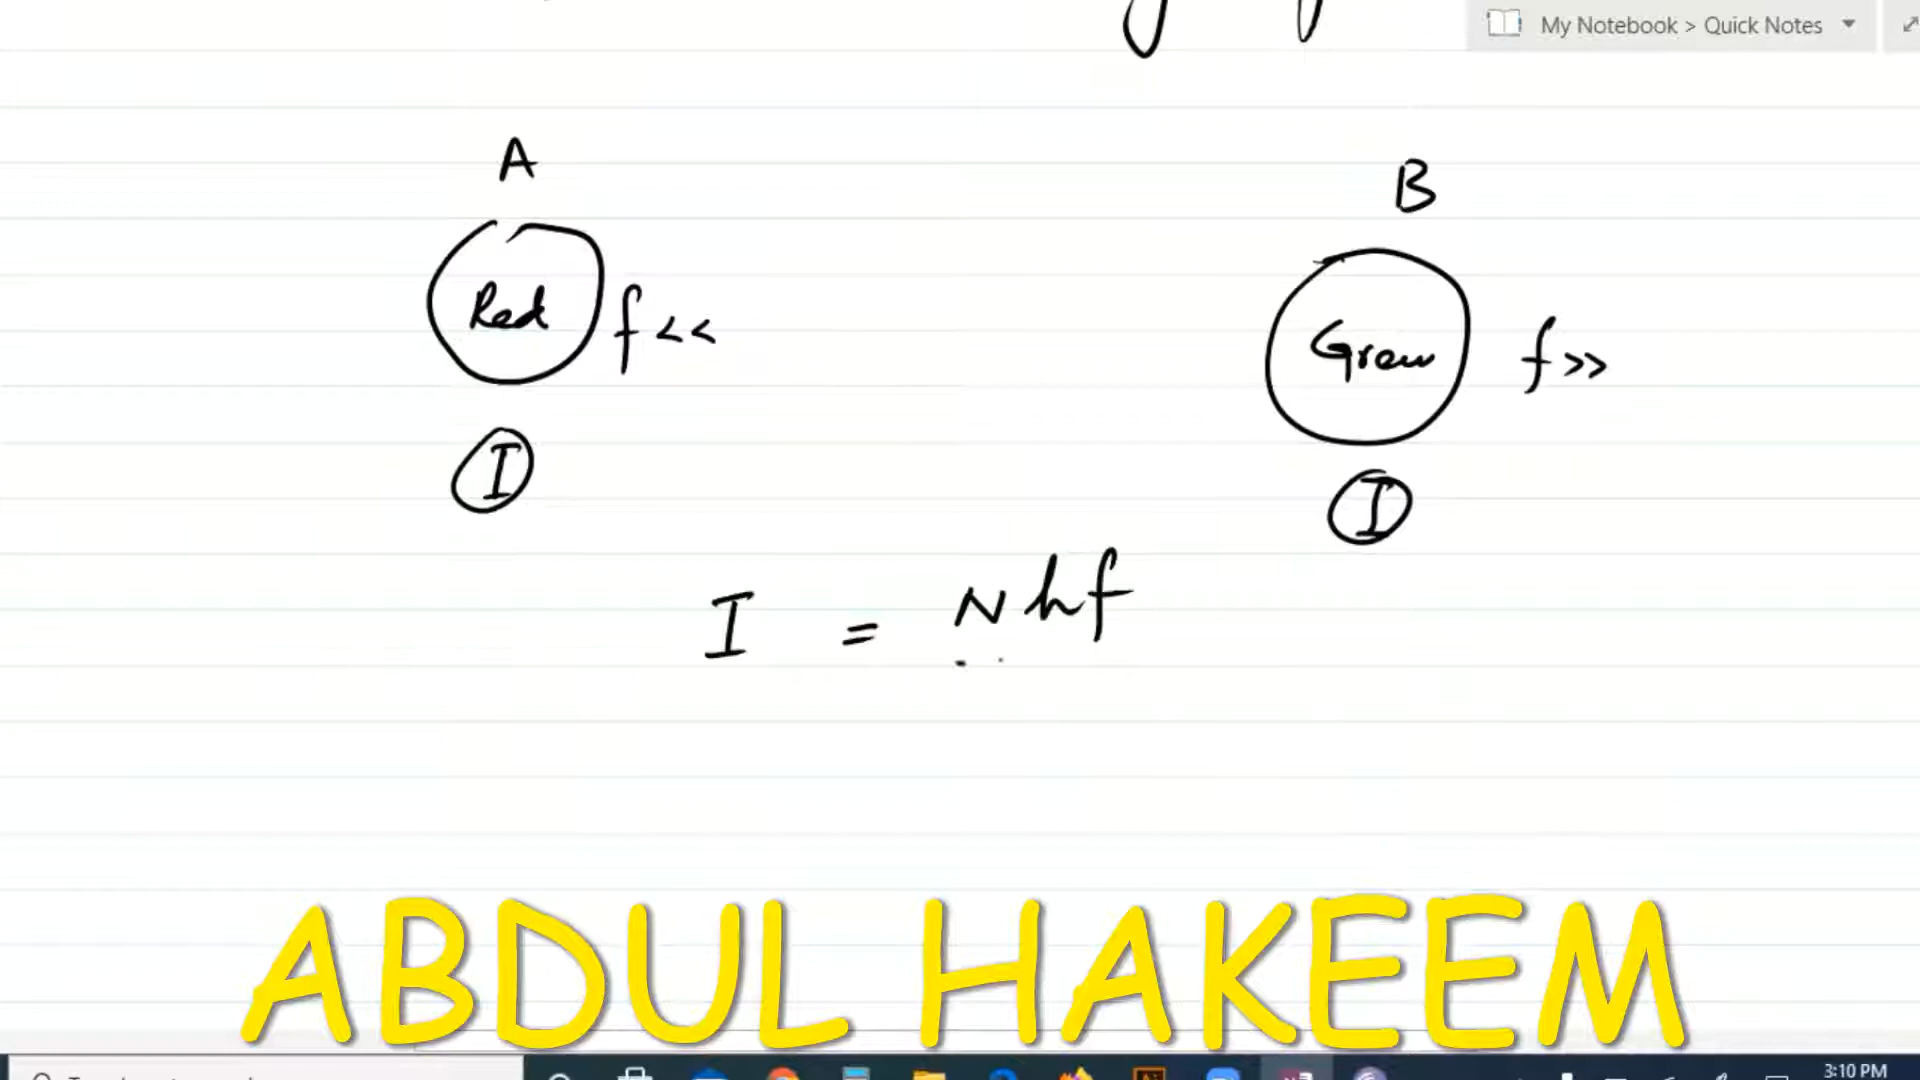 My Notebook > Quick Notes
A
B
Red f <<
Green f >>
I
I
I = Nhf
ABDUL HAKEEM
3:10 PM